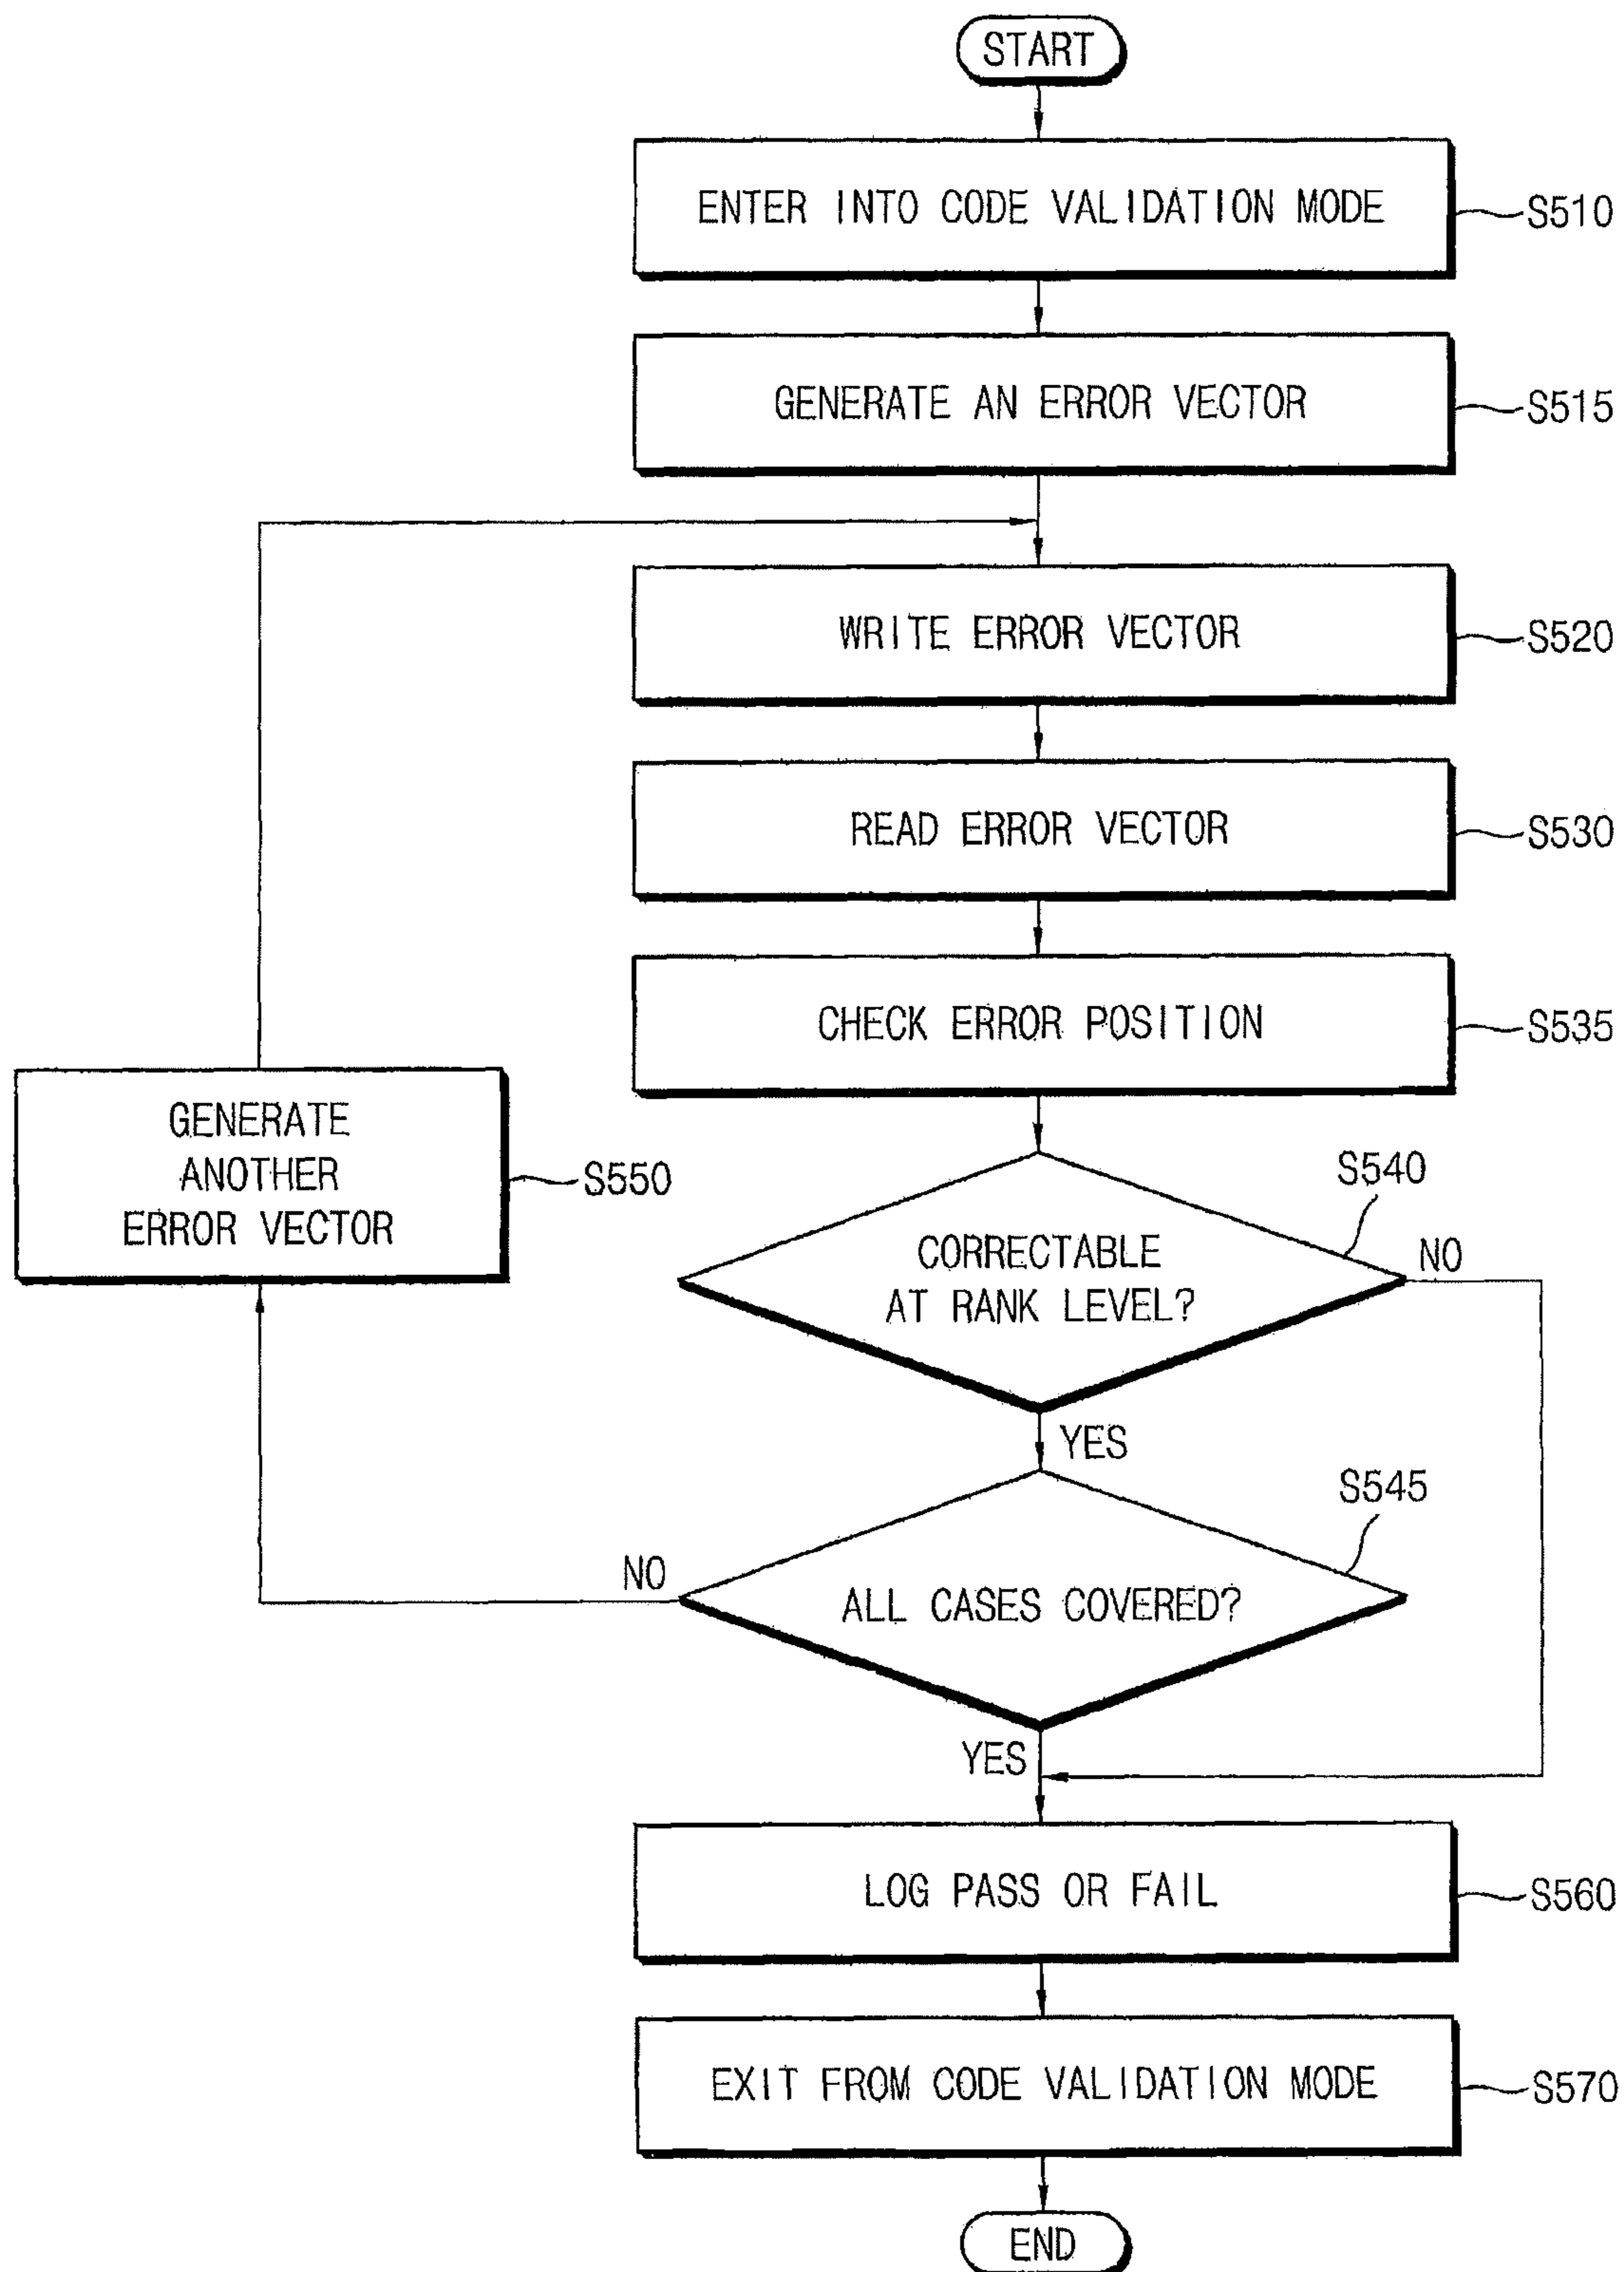 START
ENTER INTO CODE VALIDATION MODE
S510
GENERATE AN ERROR VECTOR
S515
WRITE ERROR VECTOR
S520
READ ERROR VECTOR
S530
CHECK ERROR POSITION
S535
GENERATE
ANOTHER
ERROR VECTOR
S550
S540
CORRECTABLE
AT RANK LEVEL?
NO
YES
S545
NO
ALL CASES COVERED?
YES
LOG PASS OR FAIL
S560
EXIT FROM CODE VALIDATION MODE
S570
END